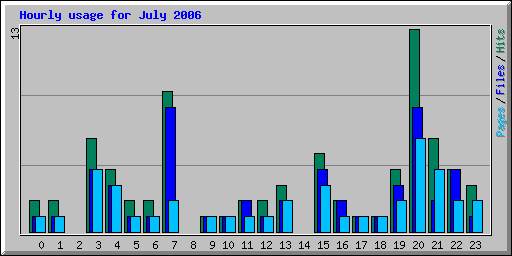 Hourly usage for July 2006
13
Pages / Files / Hits
0 1 2 3 4 5 6 7 8 9 10 11 12 13 14 15 16 17 18 19 20 21 22 23